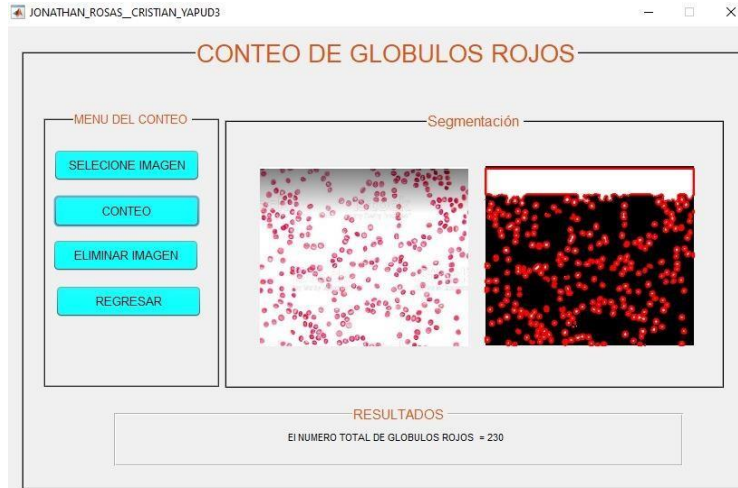 JONATHAN_ROSAS__CRISTIAN_YAPUD3
CONTEO DE GLOBULOS ROJOS
MENU DEL CONTEO
SELECIONE IMAGEN
CONTEO
ELIMINAR IMAGEN
REGRESAR
Segmentación
RESULTADOS
El NUMERO TOTAL DE GLOBULOS ROJOS = 230